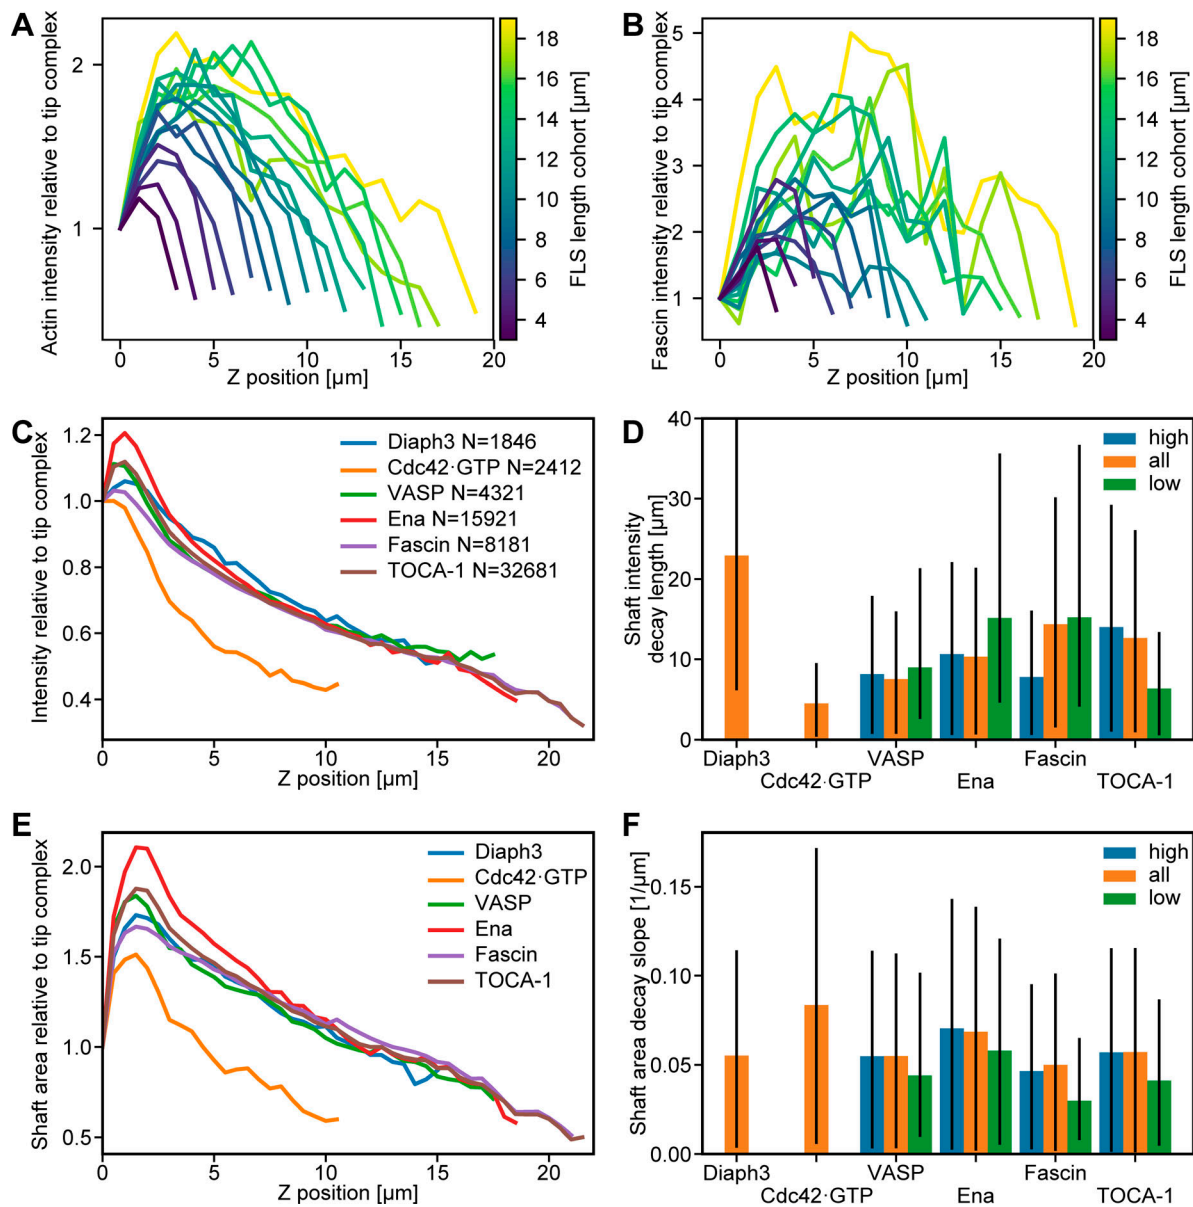 A
Actin intensity relative to tip complex
2
1
0 5 10 15 20
Z position [µm]
18
16
14
12
10
8
6
4
FLS length cohort [µm]
B
Fascin intensity relative to tip complex
5
4
3
2
1
0 5 10 15 20
Z position [µm]
18
16
14
12
10
8
6
4
FLS length cohort [µm]
C
Intensity relative to tip complex
1.2
1.0
0.8
0.6
0.4
0 5 10 15 20
Z position [µm]
Diaph3 N=1846
Cdc42·GTP N=2412
VASP N=4321
Ena N=15921
Fascin N=8181
TOCA-1 N=32681
D
Shaft intensity
decay length [µm]
40
30
20
10
0
high
all
low
Diaph3 VASP Fascin
Cdc42·GTP Ena TOCA-1
E
Shaft area relative to tip complex
2.0
1.5
1.0
0.5
0 5 10 15 20
Z position [µm]
Diaph3
Cdc42·GTP
VASP
Ena
Fascin
TOCA-1
F
Shaft area decay slope [1/µm]
0.15
0.10
0.05
0.00
high
all
low
Diaph3 VASP Fascin
Cdc42·GTP Ena TOCA-1